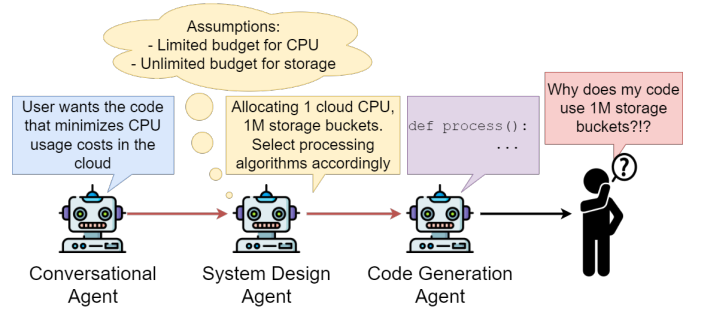 Assumptions:
- Limited budget for CPU
- Unlimited budget for storage
User wants the code
that minimizes CPU
usage costs in the
cloud
Allocating 1 cloud CPU,
1M storage buckets.
Select processing
algorithms accordingly
def process():
...
Why does my code
use 1M storage
buckets?!?
?
Conversational
Agent
System Design
Agent
Code Generation
Agent